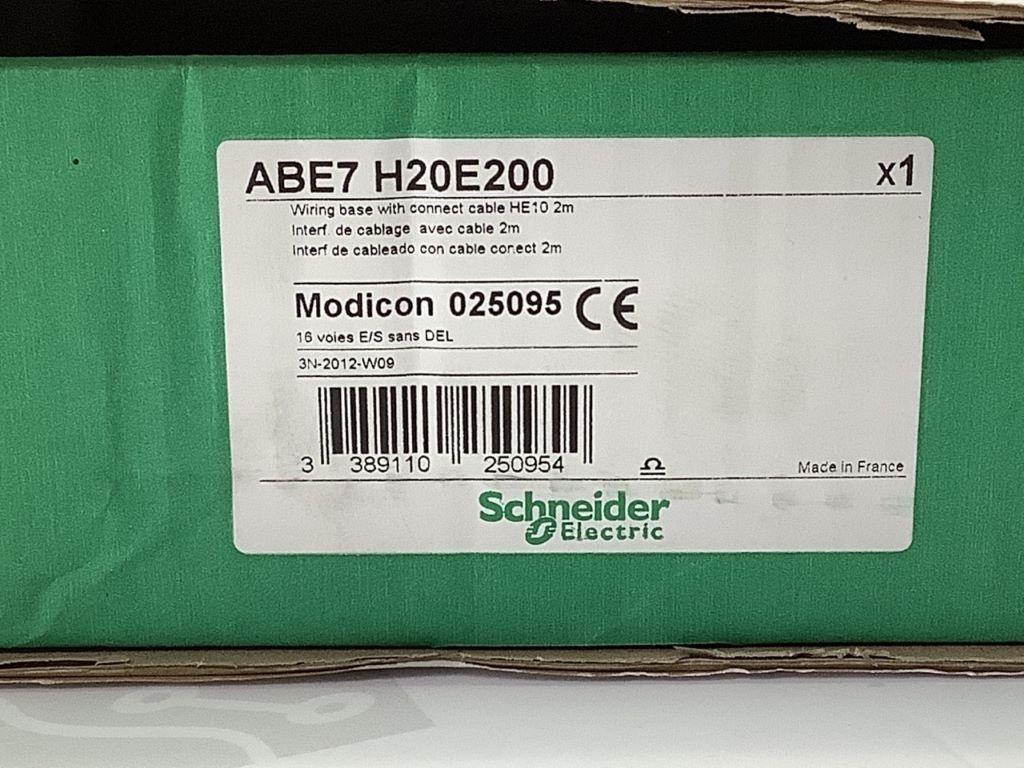 ABE7 H20E200 x1
Wiring base with connect cable HE10 2m
Interf. de cablage avec cable 2m
Interf de cableado con cable conect 2m
Modicon 025095 CE
16 voies E/S sans DEL
3N-2012-W09
3 389110 250954
Made in France
Schneider
Electric